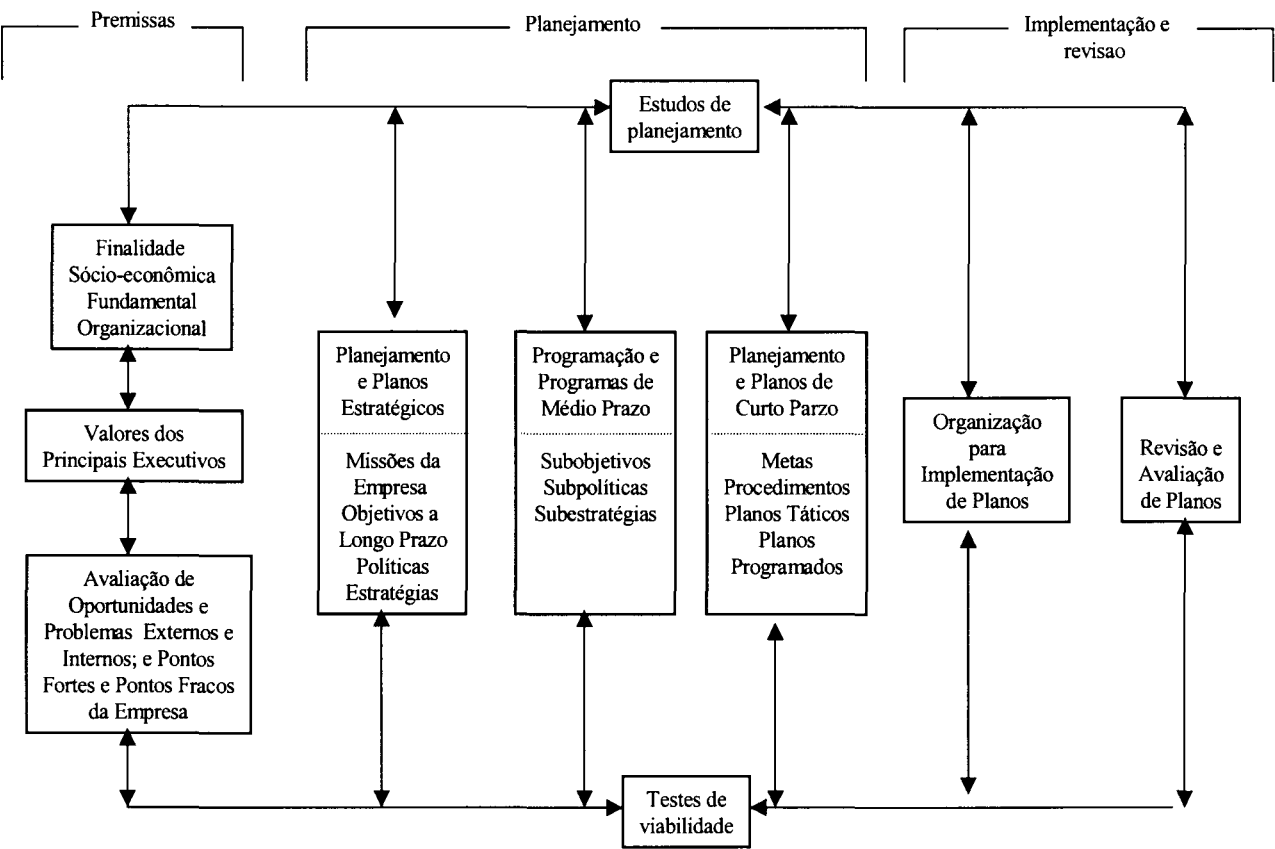 Premissas
Planejamento
Implementação e
revisao
Estudos de
planejamento
Finalidade
Sócio-econômica
Fundamental
Organizacional
Valores dos
Principais Executivos
Avaliação de
Oportunidades e
Problemas Externos e
Internos; e Pontos
Fortes e Pontos Fracos
da Empresa
Planejamento
e Planos
Estratégicos
Missões da
Empresa
Objetivos a
Longo Prazo
Políticas
Estratégias
Programação e
Programas de
Médio Prazo
Subobjetivos
Subpolíticas
Subestratégias
Planejamento
e Planos de
Curto Parzo
Metas
Procedimentos
Planos Táticos
Planos
Programados
Organização
para
Implementação
de Planos
Revisão e
Avaliação
de Planos
Testes de
viabilidade